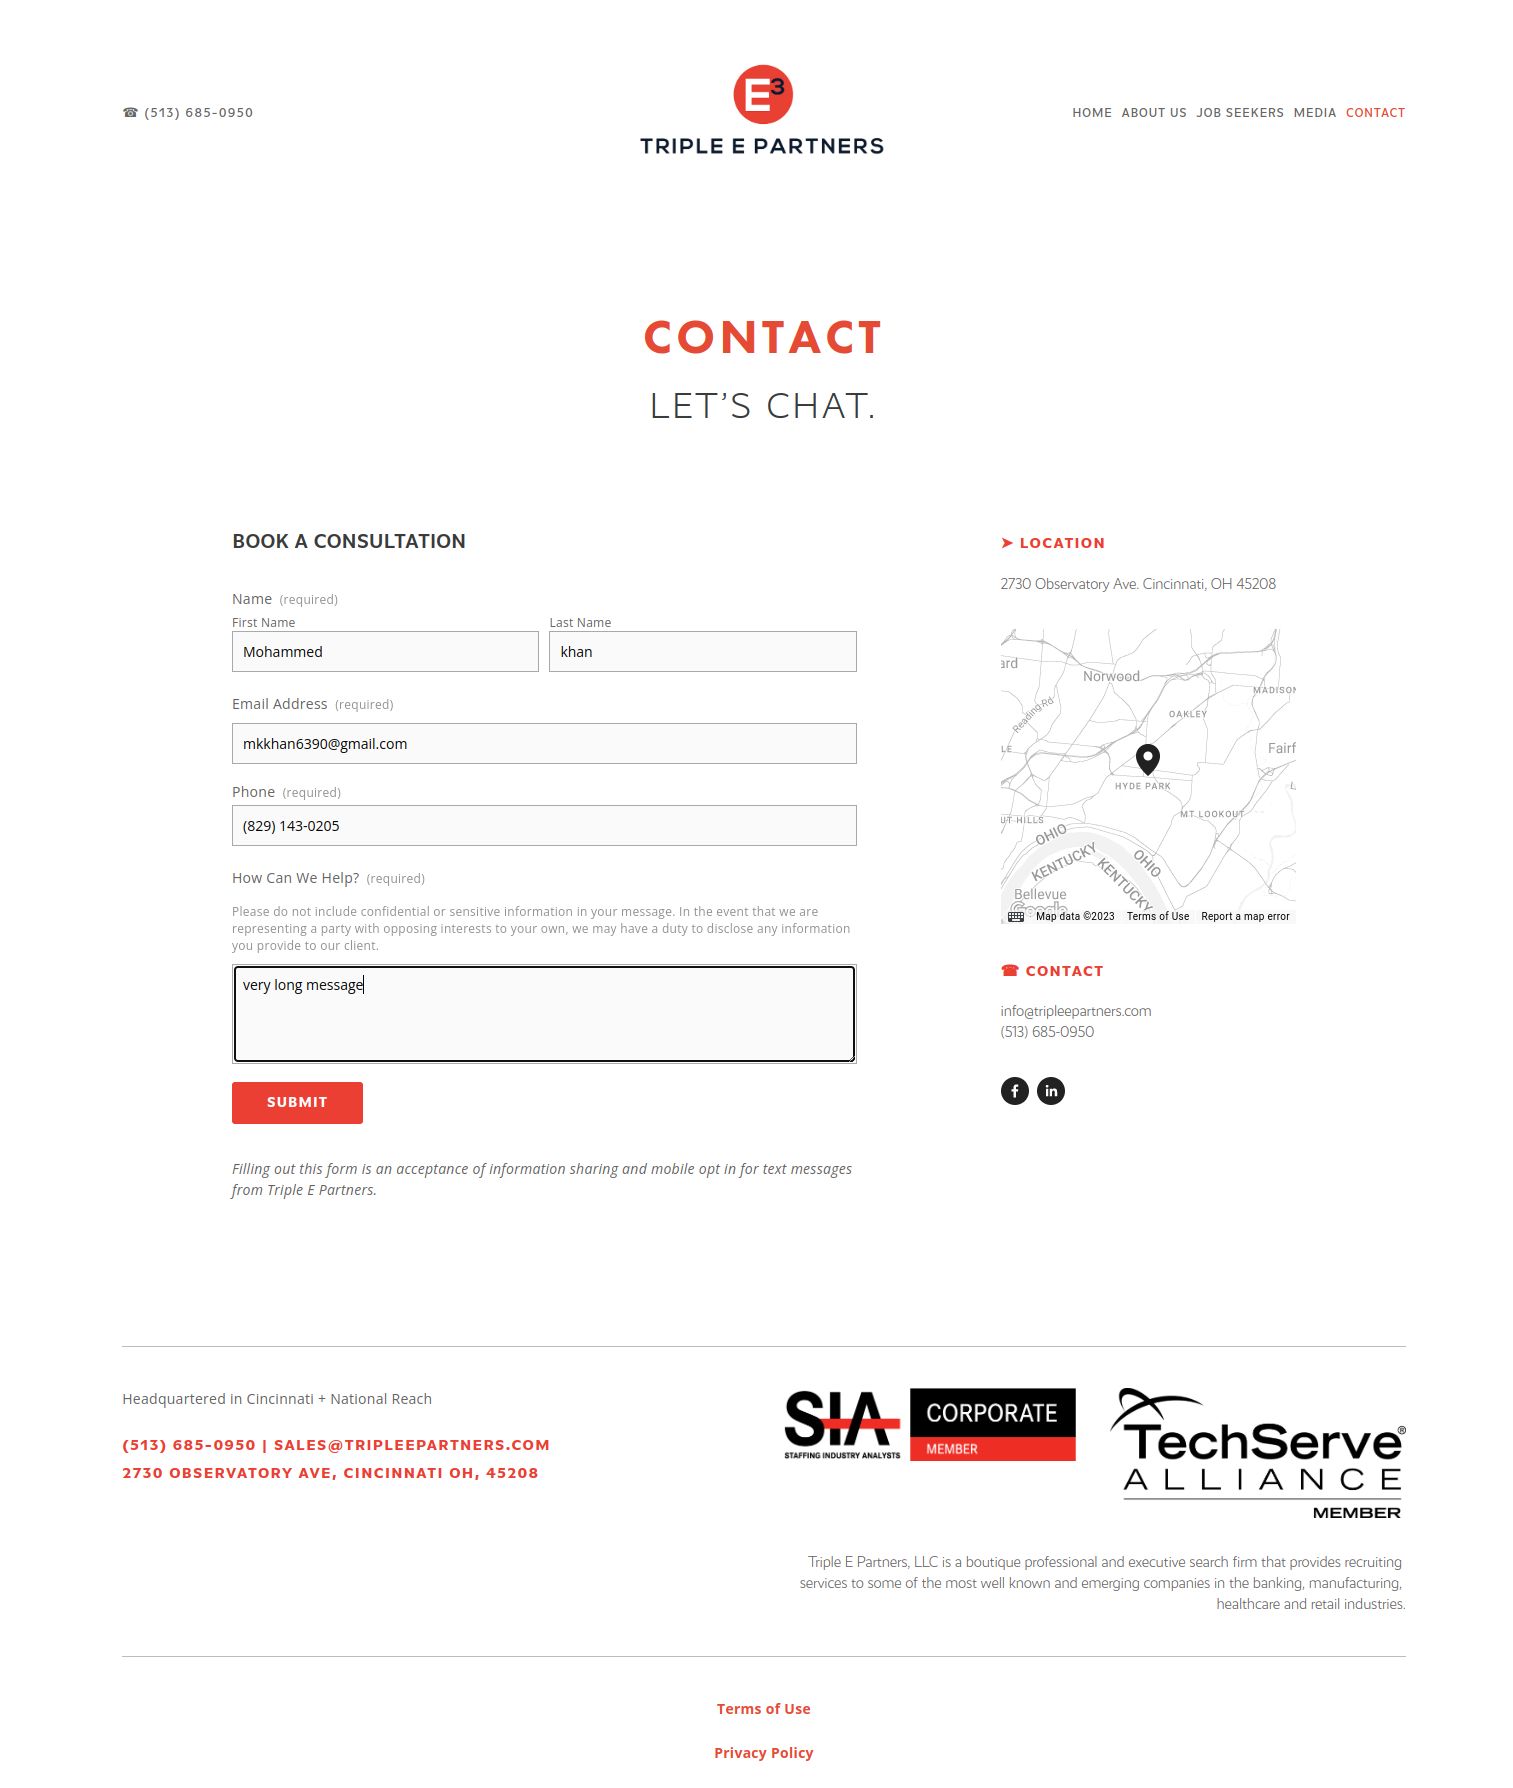 ☎ (513) 685-0950
E3
TRIPLE E PARTNERS
HOME ABOUT US JOB SEEKERS MEDIA CONTACT
CONTACT
LET’S CHAT.
BOOK A CONSULTATION
Name (required)
First Name
Last Name
Mohammed
khan
Email Address (required)
mkkhan6390@gmail.com
Phone (required)
(829) 143-0205
How Can We Help? (required)
Please do not include confidential or sensitive information in your message. In the event that we are
representing a party with opposing interests to your own, we may have a duty to disclose any information
you provide to our client.
very long message
SUBMIT
Filling out this form is an acceptance of information sharing and mobile opt in for text messages
from Triple E Partners.
➤ LOCATION
2730 Observatory Ave. Cincinnati, OH 45208
ard
Norwood
MADISON
Reading Rd
OAKLEY
LE
Fairf
HYDE PARK
MT LOOKOUT
UT HILLS
OHIO
KENTUCKY
OHIO
KENTUCKY
Bellevue
Google
Map data ©2023 Terms of Use Report a map error
☎ CONTACT
info@tripleepartners.com
(513) 685-0950
f in
Headquartered in Cincinnati + National Reach
(513) 685-0950 | SALES@TRIPLEEPARTNERS.COM
2730 OBSERVATORY AVE, CINCINNATI OH, 45208
SIA
STAFFING INDUSTRY ANALYSTS
CORPORATE
MEMBER
TechServe®
ALLIANCE
MEMBER
Triple E Partners, LLC is a boutique professional and executive search firm that provides recruiting
services to some of the most well known and emerging companies in the banking, manufacturing,
healthcare and retail industries.
Terms of Use
Privacy Policy